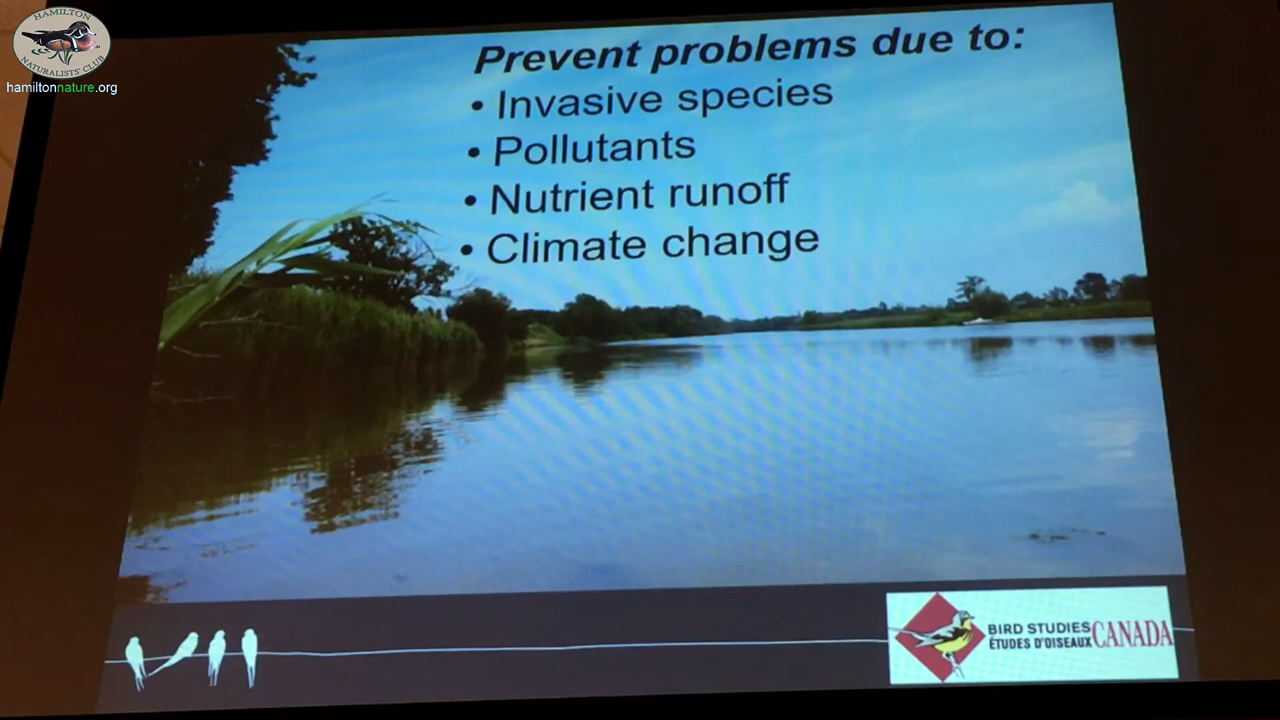 HAMILTON
NATURALISTS' CLUB
hamiltonnature.org
Prevent problems due to:
• Invasive species
• Pollutants
• Nutrient runoff
• Climate change
BIRD STUDIES
ÉTUDES D'OISEAUX
CANADA